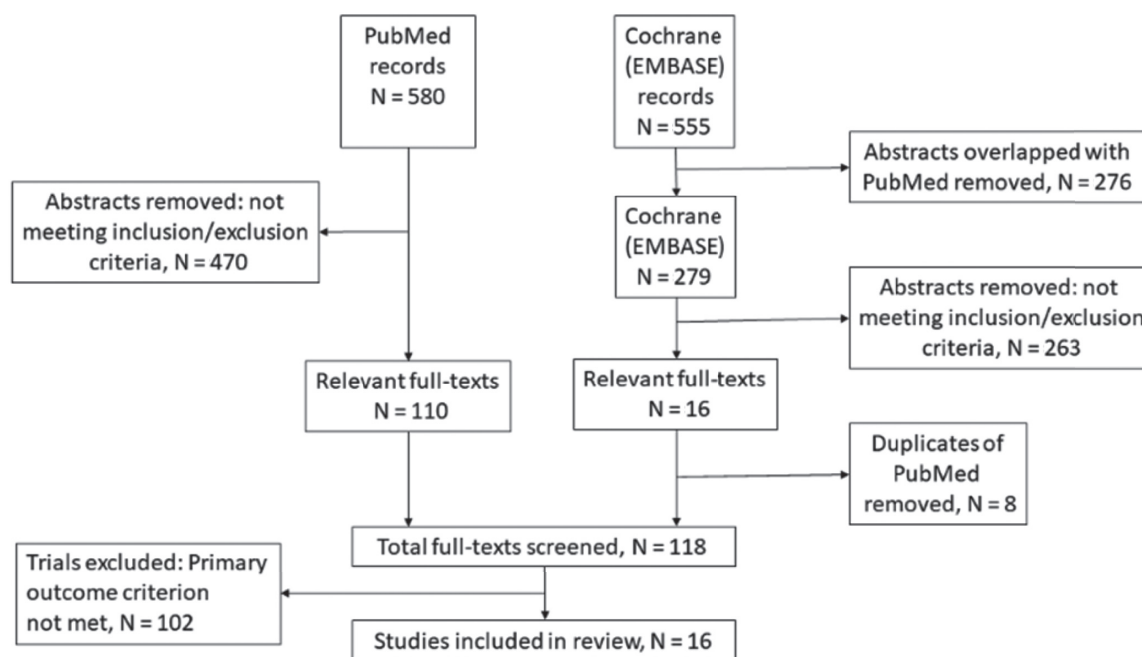 PubMed
records
N = 580
Cochrane
(EMBASE)
records
N = 555
Abstracts overlapped with
PubMed removed, N = 276
Abstracts removed: not
meeting inclusion/exclusion
criteria, N = 470
Cochrane
(EMBASE)
N = 279
Abstracts removed: not
meeting inclusion/exclusion
criteria, N = 263
Relevant full-texts
N = 110
Relevant full-texts
N = 16
Duplicates of
PubMed
removed, N = 8
Total full-texts screened, N = 118
Trials excluded: Primary
outcome criterion
not met, N = 102
Studies included in review, N = 16